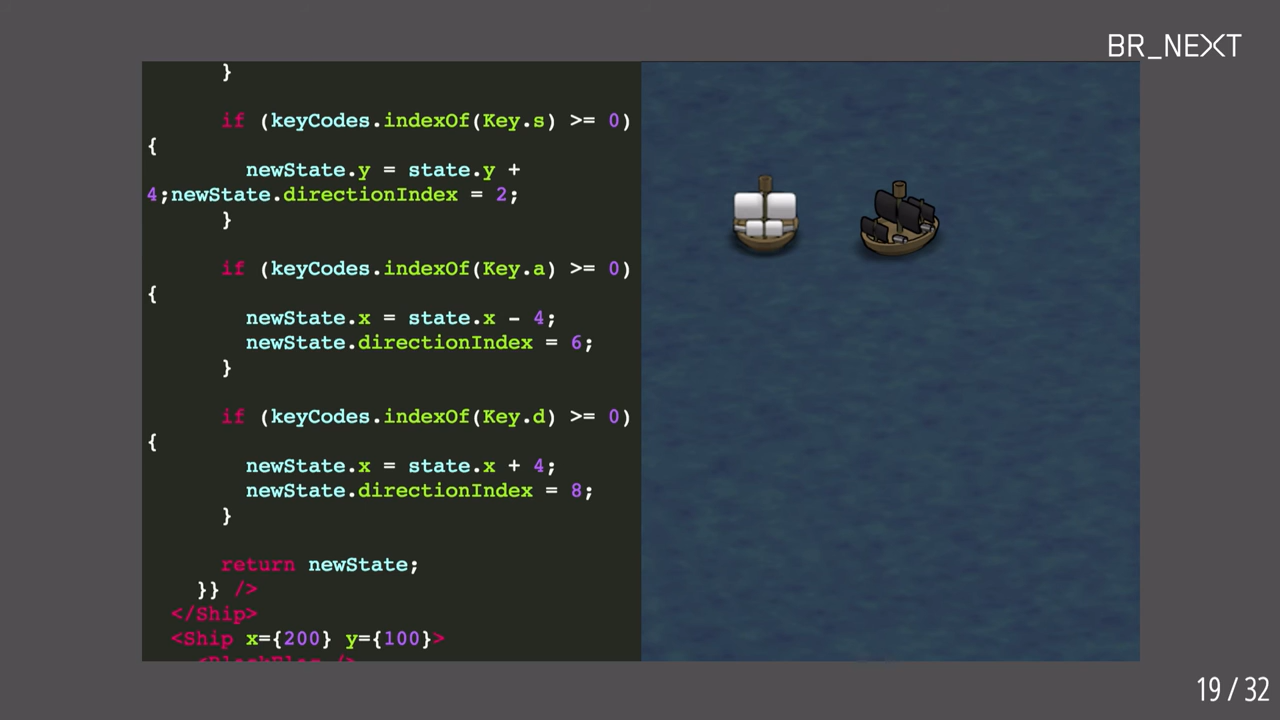 BR_NEXT
}
if (keyCodes.indexOf(Key.s) >= 0)
{
newState.y = state.y +
4;newState.directionIndex = 2;
}
if (keyCodes.indexOf(Key.a) >= 0)
{
newState.x = state.x - 4;
newState.directionIndex = 6;
}
if (keyCodes.indexOf(Key.d) >= 0)
{
newState.x = state.x + 4;
newState.directionIndex = 8;
}
return newState;
}} />
</Ship>
<Ship x={200} y={100}>
<BlackFlag />
19 / 32